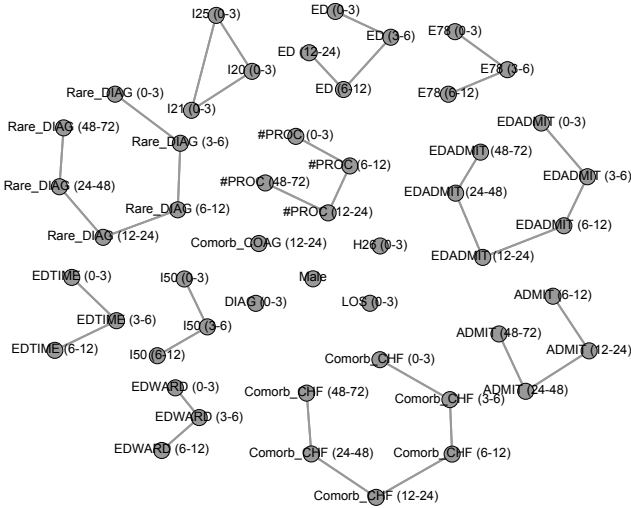 I25 (0-3)
ED (0-3)
E78 (0-3)
ED (3-6)
ED (12-24)
I20 (0-3)
E78 (3-6)
ED (6-12)
E78 (6-12)
Rare_DIAG (0-3)
I21 (0-3)
EDADMIT (0-3)
Rare_DIAG (48-72)
#PROC (0-3)
Rare_DIAG (3-6)
EDADMIT (48-72)
#PROC (6-12)
EDADMIT (3-6)
#PROC (48-72)
Rare_DIAG (24-48)
EDADMIT (24-48)
Rare_DIAG (6-12)
#PROC (12-24)
EDADMIT (6-12)
Rare_DIAG (12-24)
Comorb_COAG (12-24)
H26 (0-3)
EDADMIT (12-24)
EDTIME (0-3)
I50 (0-3)
Male
ADMIT (6-12)
DIAG (0-3)
LOS (0-3)
EDTIME (3-6)
I50 (3-6)
ADMIT (48-72)
EDTIME (6-12)
I50 (6-12)
ADMIT (12-24)
Comorb_CHF (0-3)
EDWARD (0-3)
Comorb_CHF (48-72)
ADMIT (24-48)
Comorb_CHF (3-6)
EDWARD (3-6)
EDWARD (6-12)
Comorb_CHF (24-48)
Comorb_CHF (6-12)
Comorb_CHF (12-24)